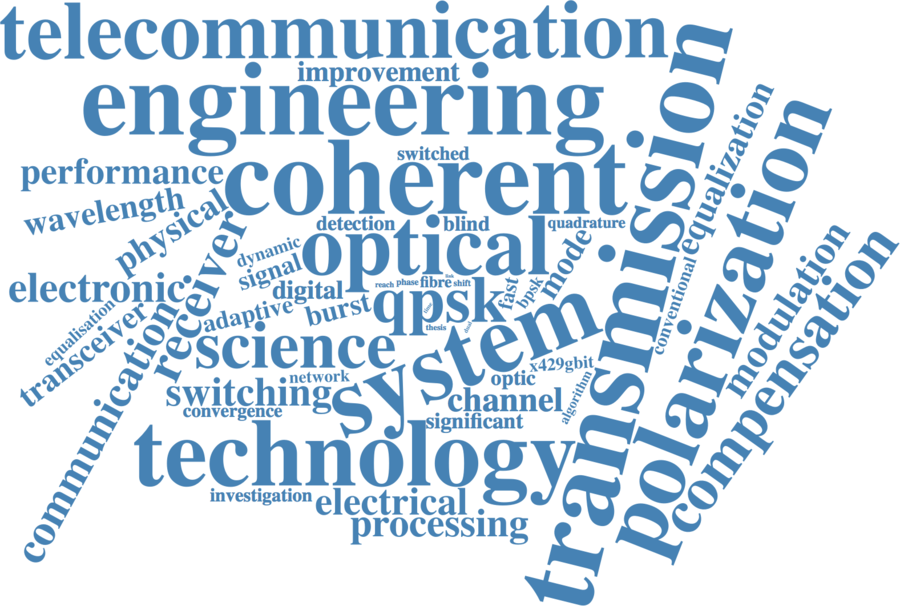 telecommunication
improvement
engineering
switched
coherent
performance
wavelength
physical
detection
blind
quadrature
optical
dynamic
signal
mode
receiver
electronic
digital
reach
phase
fibre
shift
qpsk
fast
bpsk
burst
adaptive
thesis
equalisation
transceiver
communication
science
system
x429gbit
network
optic
switching
channel
convergence
significant
algorithm
technology
investigation
electrical
processing
transmission
conventional
equalization
polarization
modulation
compensation